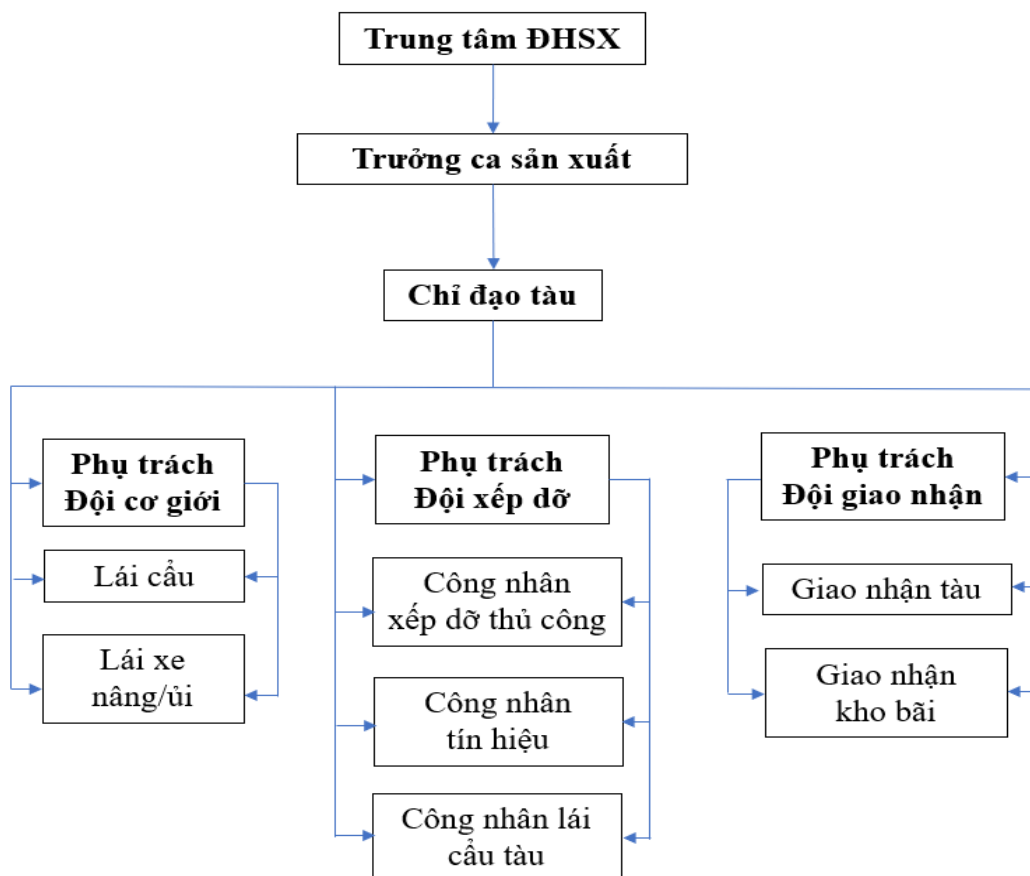 Trung tâm ĐHSX
Trưởng ca sản xuất
Chỉ đạo tàu
Phụ trách
Đội cơ giới
Lái cẩu
Lái xe
nâng/ủi
Phụ trách
Đội xếp dỡ
Công nhân
xếp dỡ thủ công
Công nhân
tín hiệu
Công nhân lái
cẩu tàu
Phụ trách
Đội giao nhận
Giao nhận tàu
Giao nhận
kho bãi